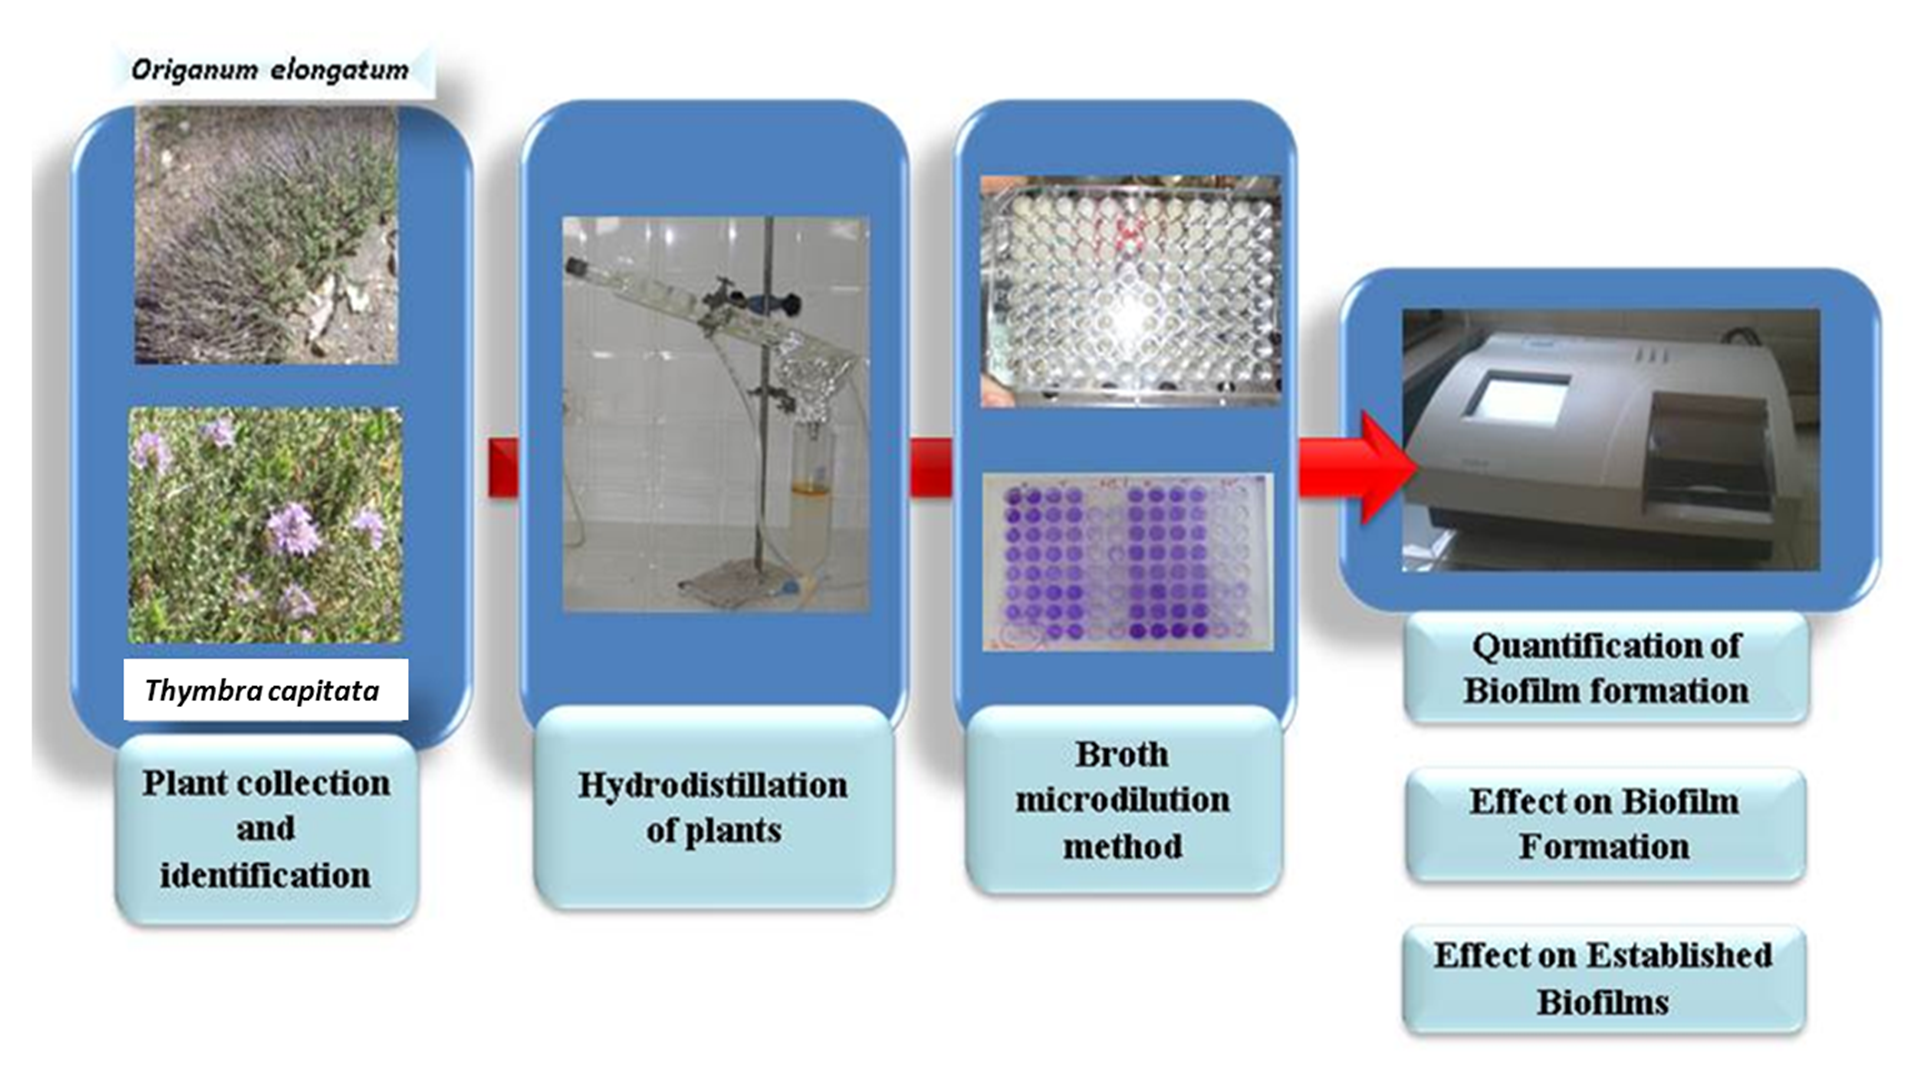 Origanum elongatum
Thymbra capitata
Plant collection
and
identification
Hydrodistillation
of plants
Broth
microdilution
method
Quantification of
Biofilm formation
Effect on Biofilm
Formation
Effect on Established
Biofilms